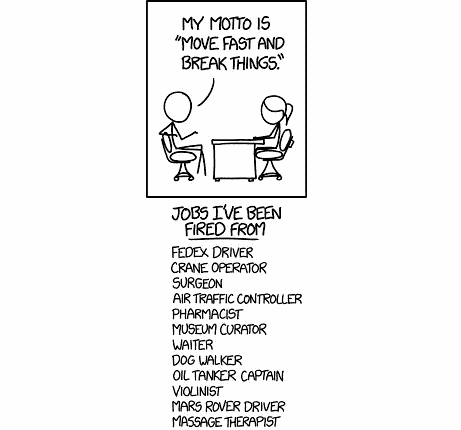 MY MOTTO IS
"MOVE FAST AND
BREAK THINGS."
JOBS I'VE BEEN
FIRED FROM
FEDEX DRIVER
CRANE OPERATOR
SURGEON
AIR TRAFFIC CONTROLLER
PHARMACIST
MUSEUM CURATOR
WAITER
DOG WALKER
OIL TANKER CAPTAIN
VIOLINIST
MARS ROVER DRIVER
MASSAGE THERAPIST